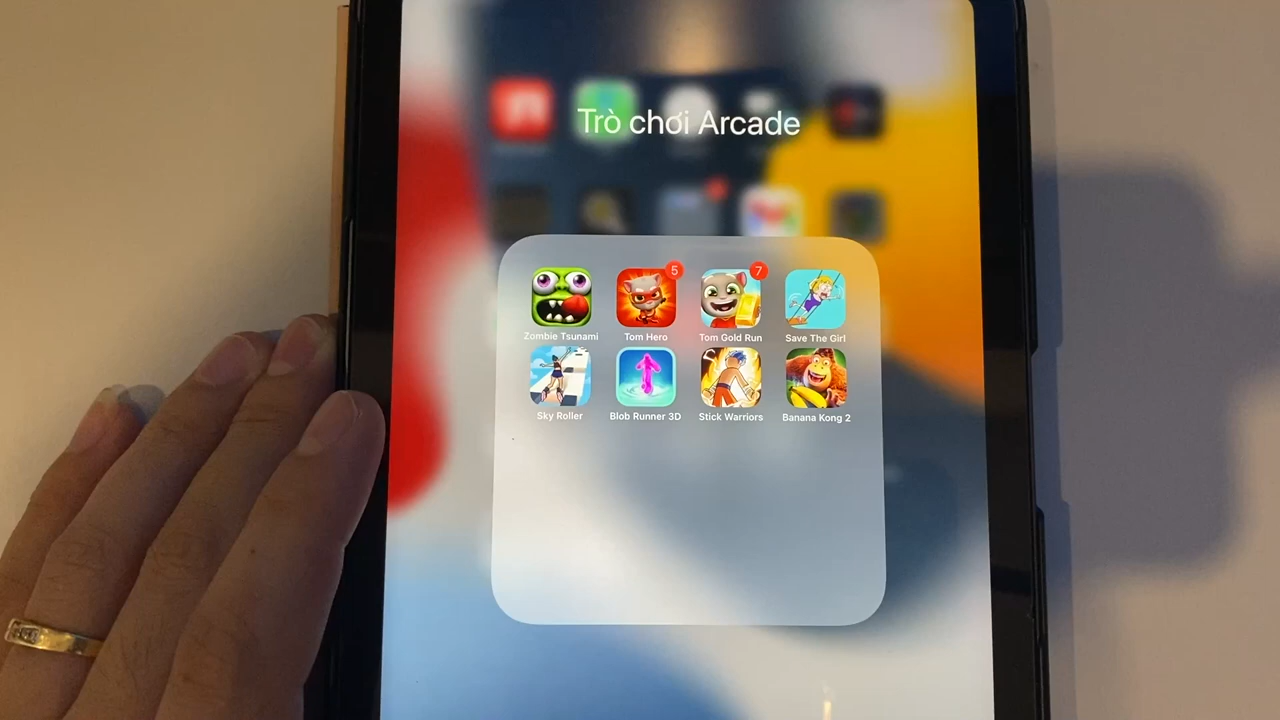 Trò chơi Arcade
5
7
Zombie Tsunami
Tom Hero
Tom Gold Run
Save The Girl
Sky Roller
Blob Runner 3D
Stick Warriors
Banana Kong 2